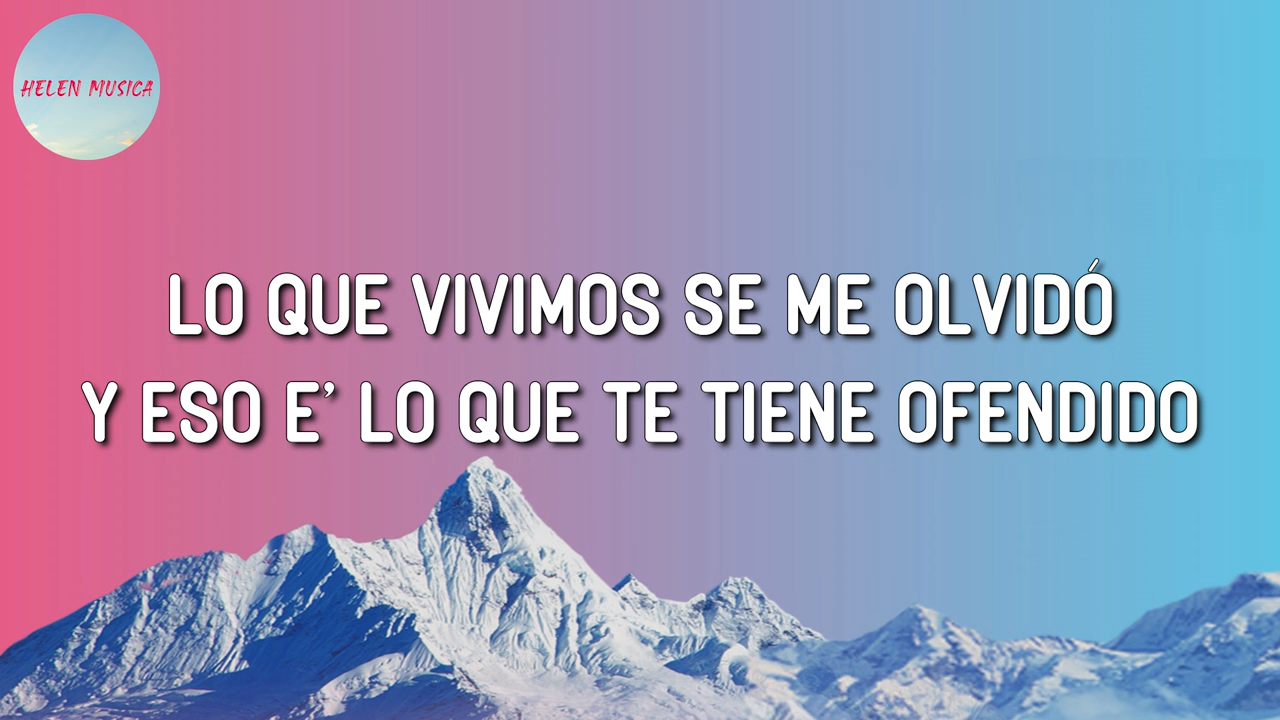 HELEN MUSICA
LO QUE VIVIMOS SE ME OLVIDÓ
Y ESO E' LO QUE TE TIENE OFENDIDO